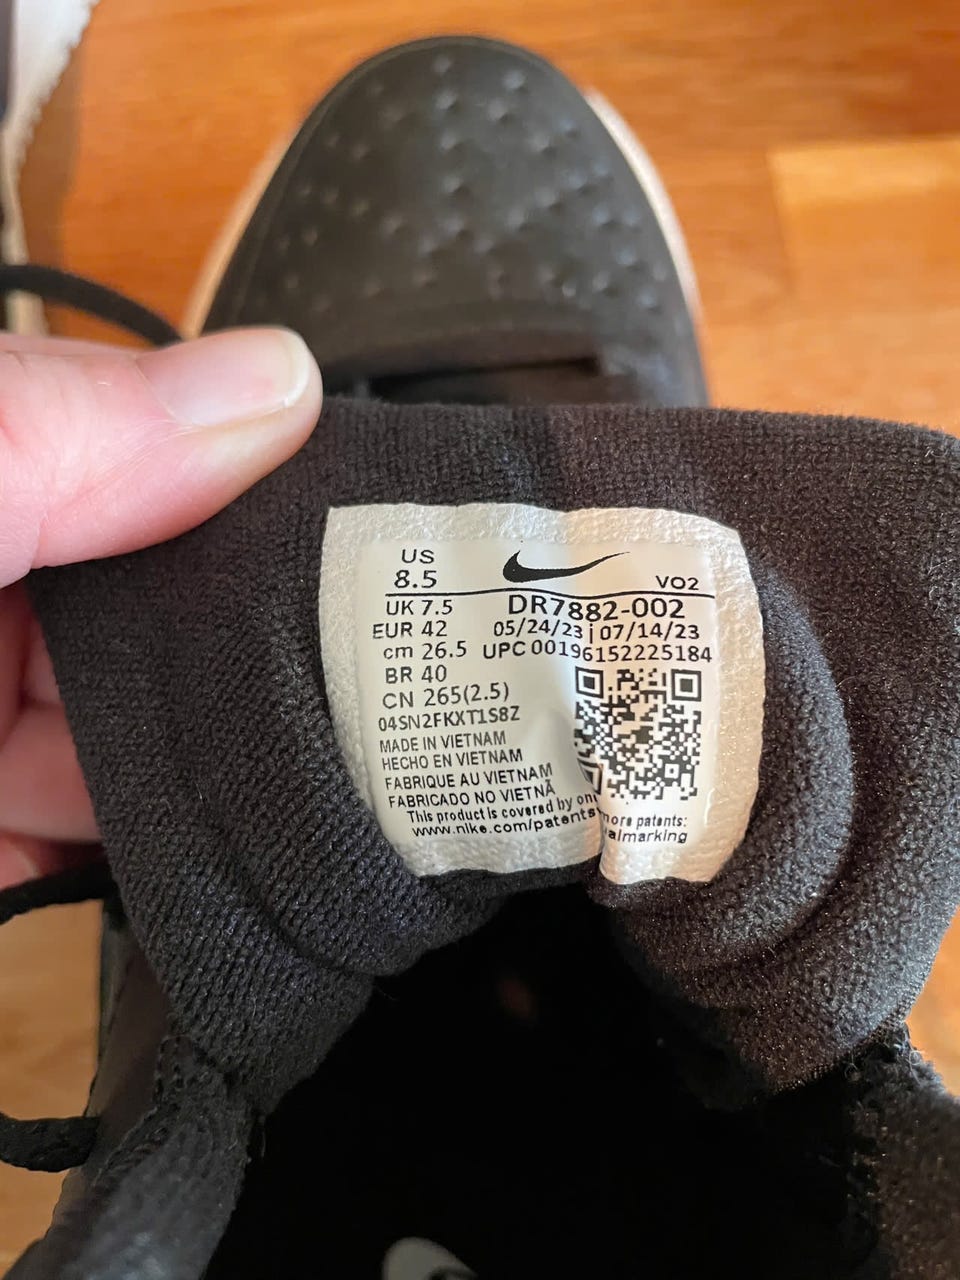 US
8.5
VO2
UK 7.5
DR7882-002
EUR 42
05/24/23 | 07/14/23
cm 26.5
UPC 00196152225184
BR 40
CN 265(2.5)
04SN2FKXT1S8Z
MADE IN VIETNAM
HECHO EN VIETNAM
FABRIQUE AU VIETNAM
FABRICADO NO VIETNÃ
This product is covered by more patents:
www.nike.com/patents